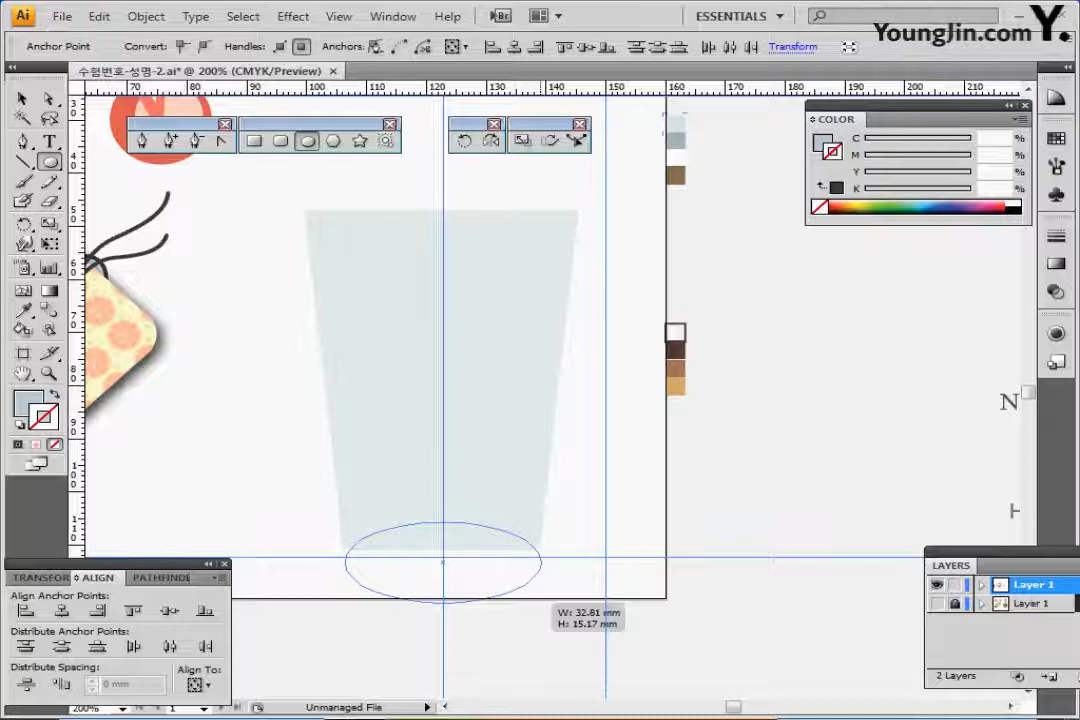 Ai File Edit Object Type Select Effect View Window Help Br ESSENTIALS
Y.
YoungJin.com
Anchor Point Convert: Handles: Anchors: Transform
수험번호-성명-2.ai* @ 200% (CMYK/Preview)
70 80 90 100 110 120 130 140 150 160 170 180 190 200 210
COLOR
C %
M %
Y %
K %
N
W: 32.81 mm
H: 15.17 mm
TRANSFOR ALIGN PATHFINDE
Align Anchor Points:
Distribute Anchor Points:
Distribute Spacing:
Align To:
0 mm
LAYERS
Layer 1
Layer 1
2 Layers
200% 1 Unmanaged File